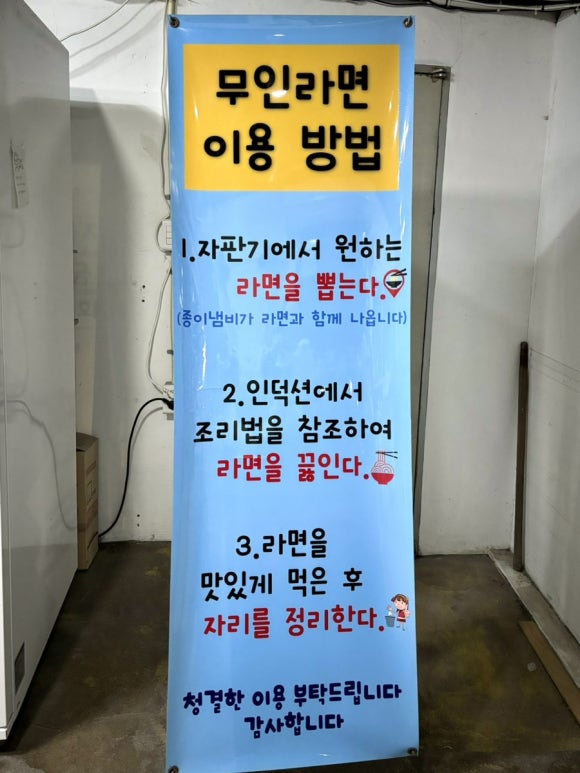 무인라면
이용 방법
1.자판기에서 원하는
라면을 뽑는다.
(종이냄비가 라면과 함께 나옵니다)
2.인덕션에서
조리법을 참조하여
라면을 끓인다.
3.라면을
맛있게 먹은 후
자리를 정리한다.
청결한 이용 부탁드립니다
감사합니다